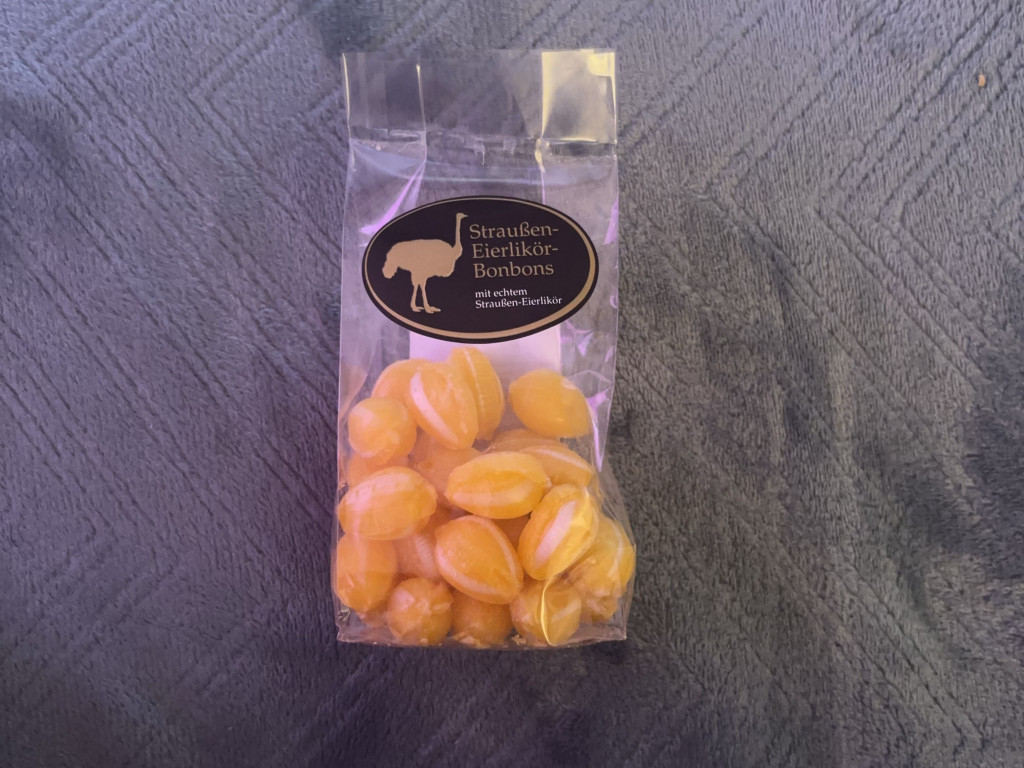 Straußen-
Eierlikör-
Bonbons
mit echtem
Straußen-Eierlikör